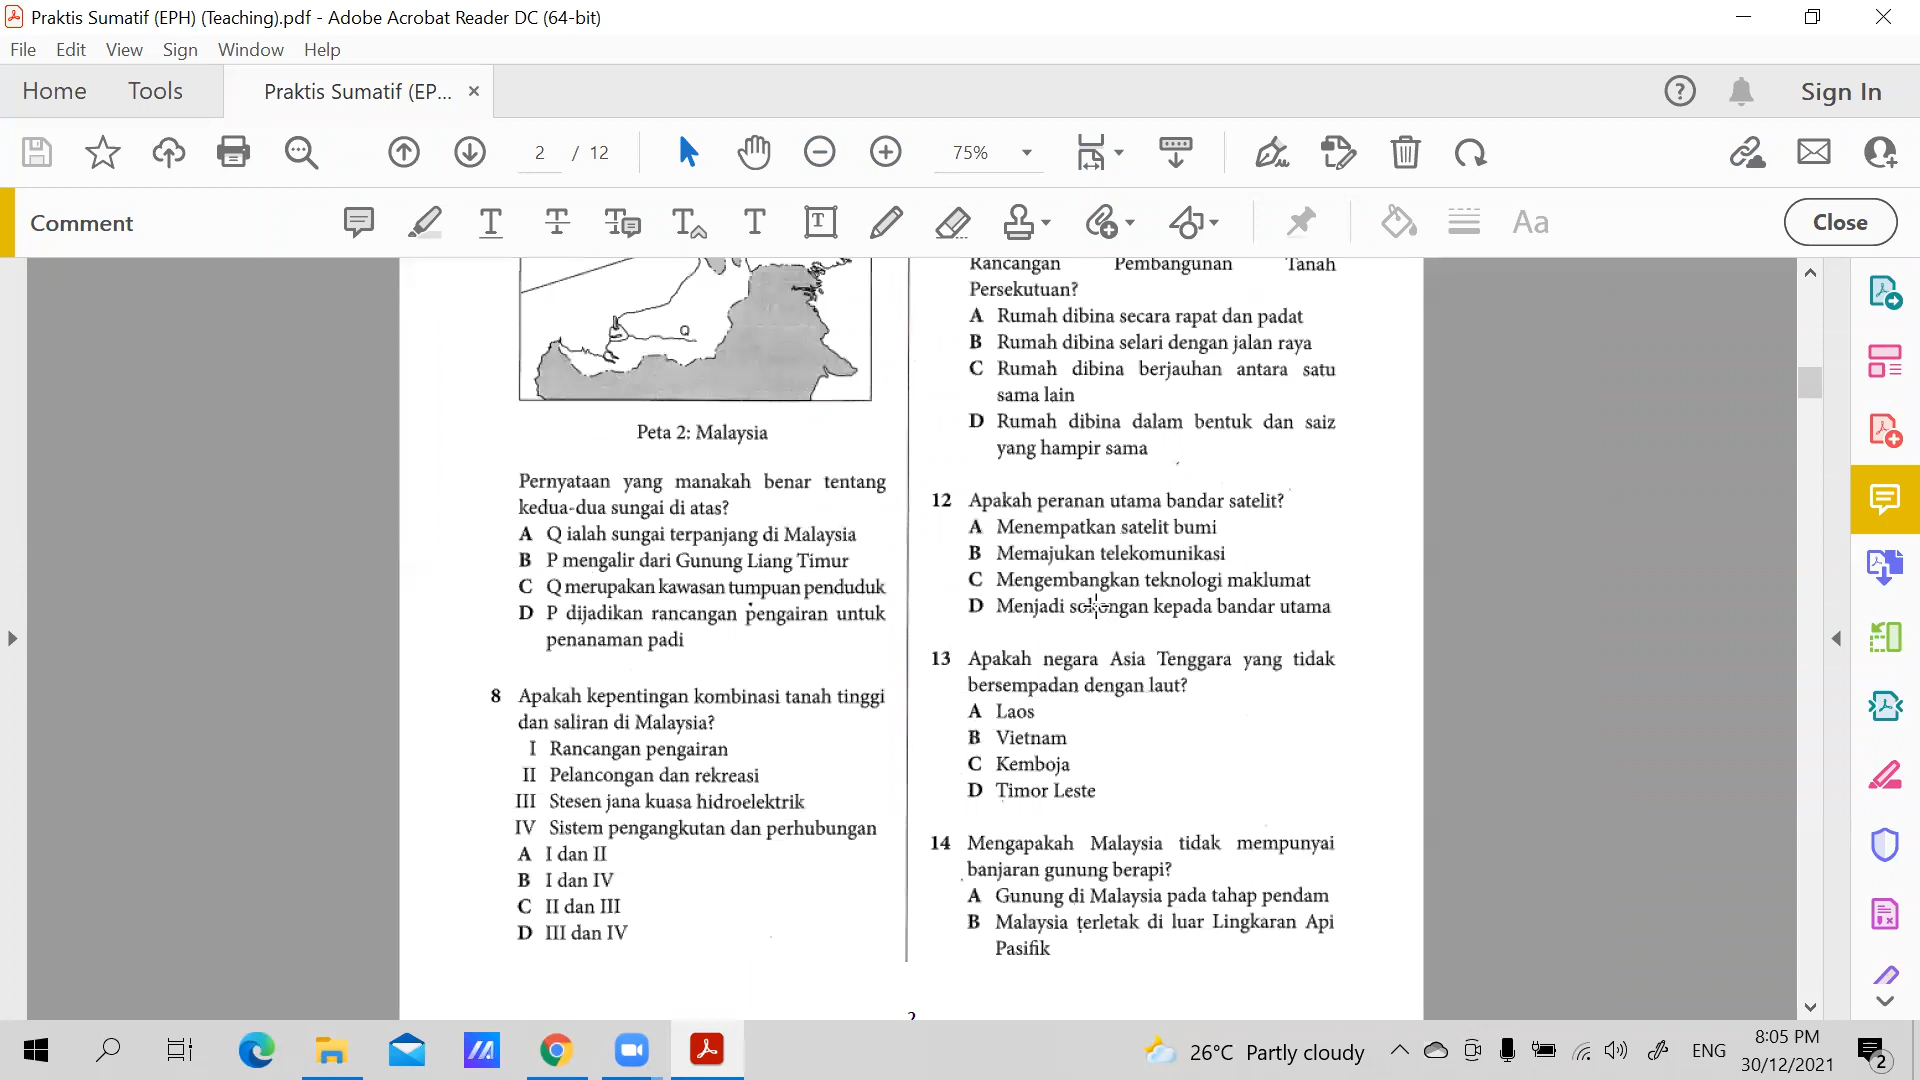 Praktis Sumatif (EPH) (Teaching).pdf - Adobe Acrobat Reader DC (64-bit)
File Edit View Sign Window Help
Home Tools Praktis Sumatif (EP... × Sign In
2 / 12 75%
Comment Close
Q
Peta 2: Malaysia
Pernyataan yang manakah benar tentang
kedua-dua sungai di atas?
A Q ialah sungai terpanjang di Malaysia
B P mengalir dari Gunung Liang Timur
C Q merupakan kawasan tumpuan penduduk
D P dijadikan rancangan pengairan untuk
penanaman padi
8 Apakah kepentingan kombinasi tanah tinggi
dan saliran di Malaysia?
I Rancangan pengairan
II Pelancongan dan rekreasi
III Stesen jana kuasa hidroelektrik
IV Sistem pengangkutan dan perhubungan
A I dan II
B I dan IV
C II dan III
D III dan IV
Rancangan Pembangunan Tanah
Persekutuan?
A Rumah dibina secara rapat dan padat
B Rumah dibina selari dengan jalan raya
C Rumah dibina berjauhan antara satu
sama lain
D Rumah dibina dalam bentuk dan saiz
yang hampir sama
12 Apakah peranan utama bandar satelit?
A Menempatkan satelit bumi
B Memajukan telekomunikasi
C Mengembangkan teknologi maklumat
D Menjadi sokongan kepada bandar utama
13 Apakah negara Asia Tenggara yang tidak
bersempadan dengan laut?
A Laos
B Vietnam
C Kemboja
D Timor Leste
14 Mengapakah Malaysia tidak mempunyai
banjaran gunung berapi?
A Gunung di Malaysia pada tahap pendam
B Malaysia terletak di luar Lingkaran Api
Pasifik
2
26°C Partly cloudy ENG 8:05 PM
30/12/2021 2